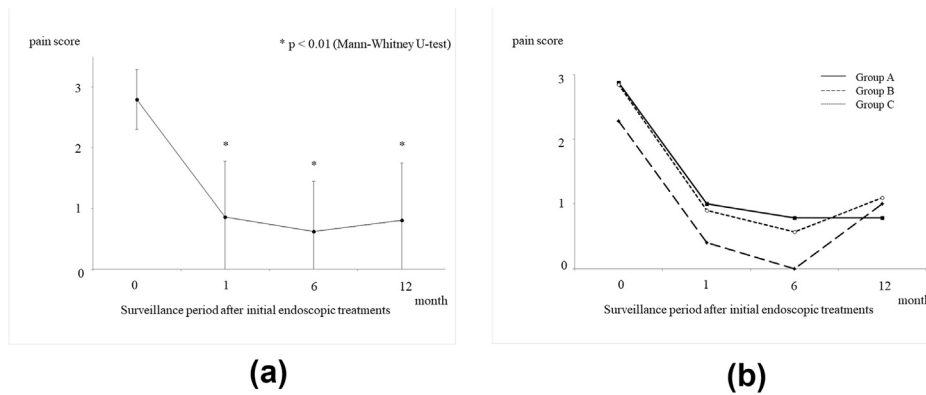 pain score
* p < 0.01 (Mann-Whitney U-test)
3
2
1
0
*
*
*
0
1
6
12
month
Surveillance period after initial endoscopic treatments
(a)
pain score
Group A
Group B
Group C
3
2
1
0
0
1
6
12
month
Surveillance period after initial endoscopic treatments
(b)